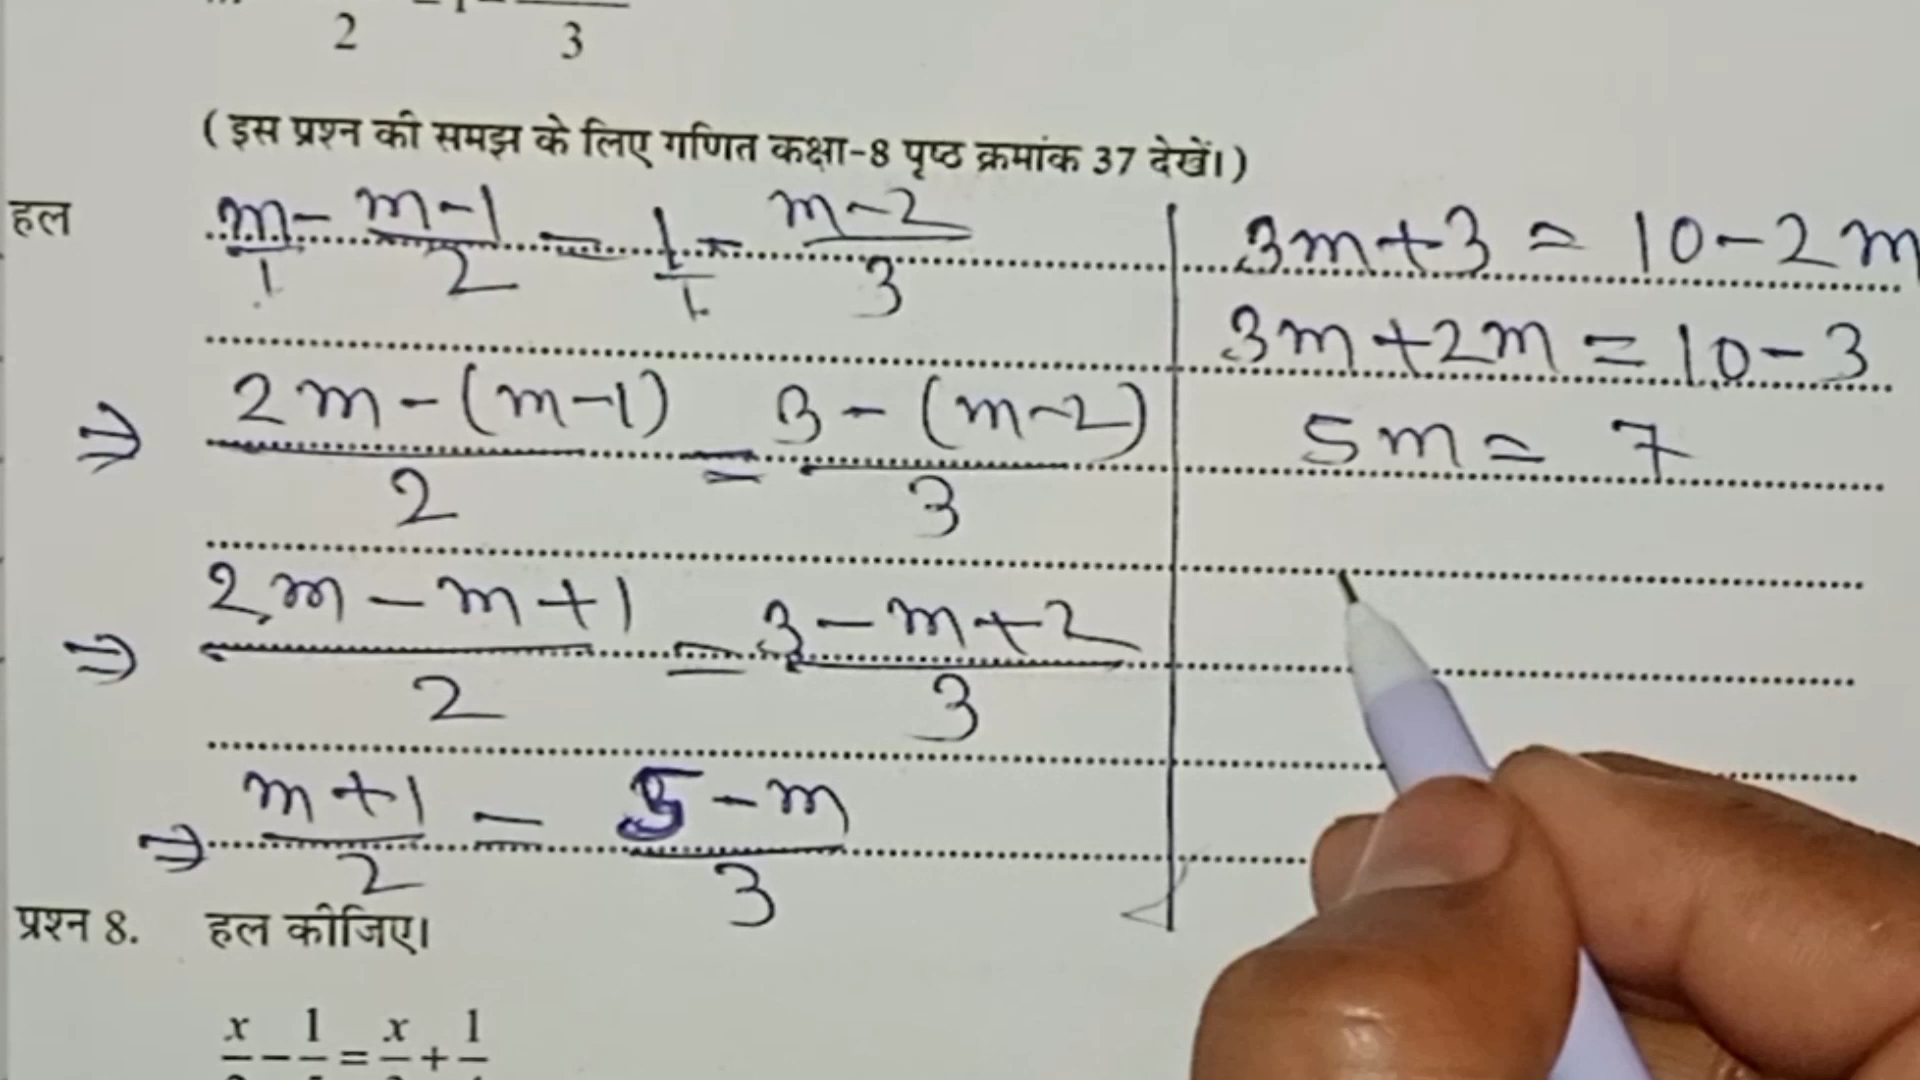 2 3
( इस प्रश्न की समझ के लिए गणित कक्षा-8 पृष्ठ क्रमांक 37 देखें। )
हल m/1 - m-1/2 = 1/1 - m-2/3
⇒ 2m-(m-1)/2 = 3-(m-2)/3
⇒ 2m-m+1/2 = 3-m+2/3
⇒ m+1/2 = 5-m/3
3m+3 = 10-2m
3m+2m = 10-3
5m = 7
प्रश्न 8. हल कीजिए।
x - 1 = x + 1